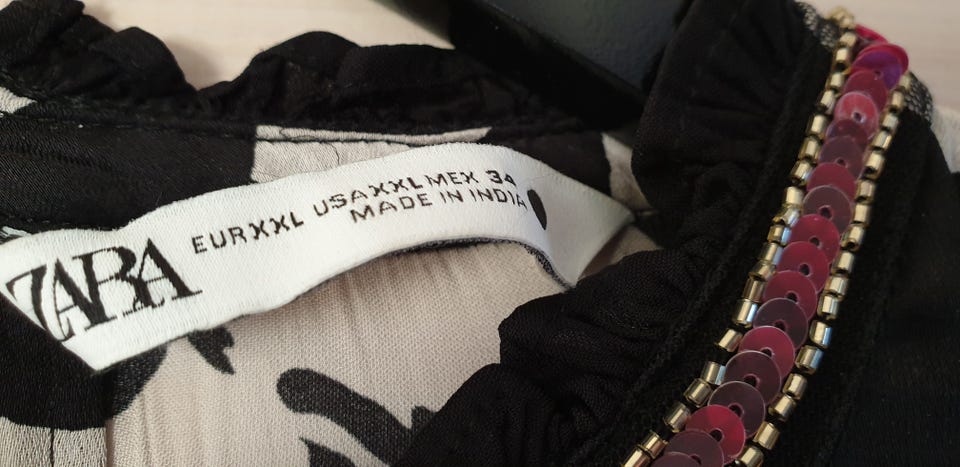 ZARA
EUR XXL USA XXL MEX 34
MADE IN INDIA